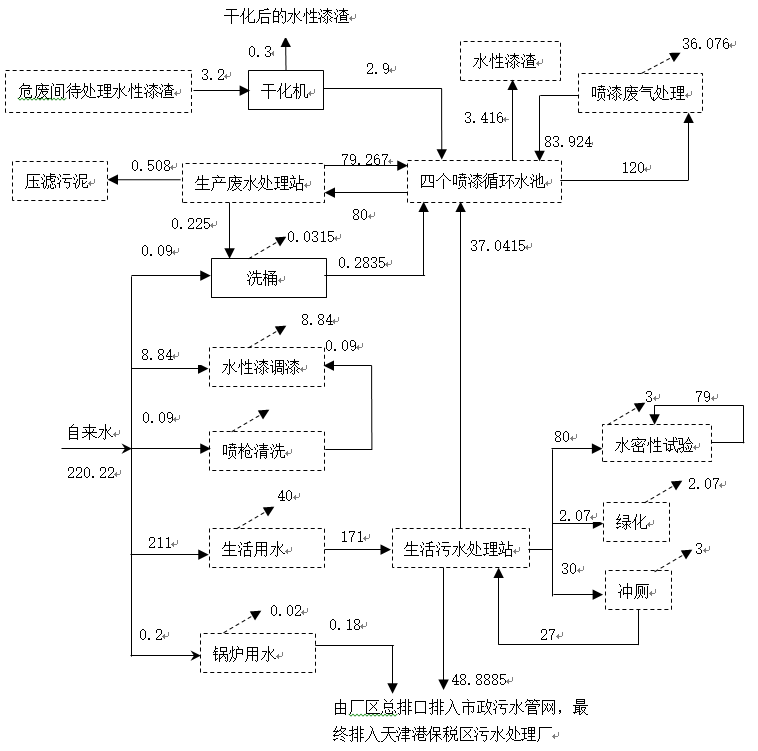 干化后的水性漆渣
0.3
36.076
3.2
2.9
水性漆渣
危废间待处理水性漆渣
干化机
喷漆废气处理
3.416
83.924
0.508
79.267
压滤污泥
生产废水处理站
四个喷漆循环水池
120
80
0.225
0.0315
0.09
37.0415
0.2835
洗桶
8.84
0.09
8.84
水性漆调漆
3
79
0.09
自来水
喷枪清洗
80
水密性试验
220.22
40
2.07
211
生活用水
171
生活污水处理站
2.07
绿化
3
30
冲厕
0.02
0.2
0.18
27
锅炉用水
48.8885
由厂区总排口排入市政污水管网，最
终排入天津港保税区污水处理厂